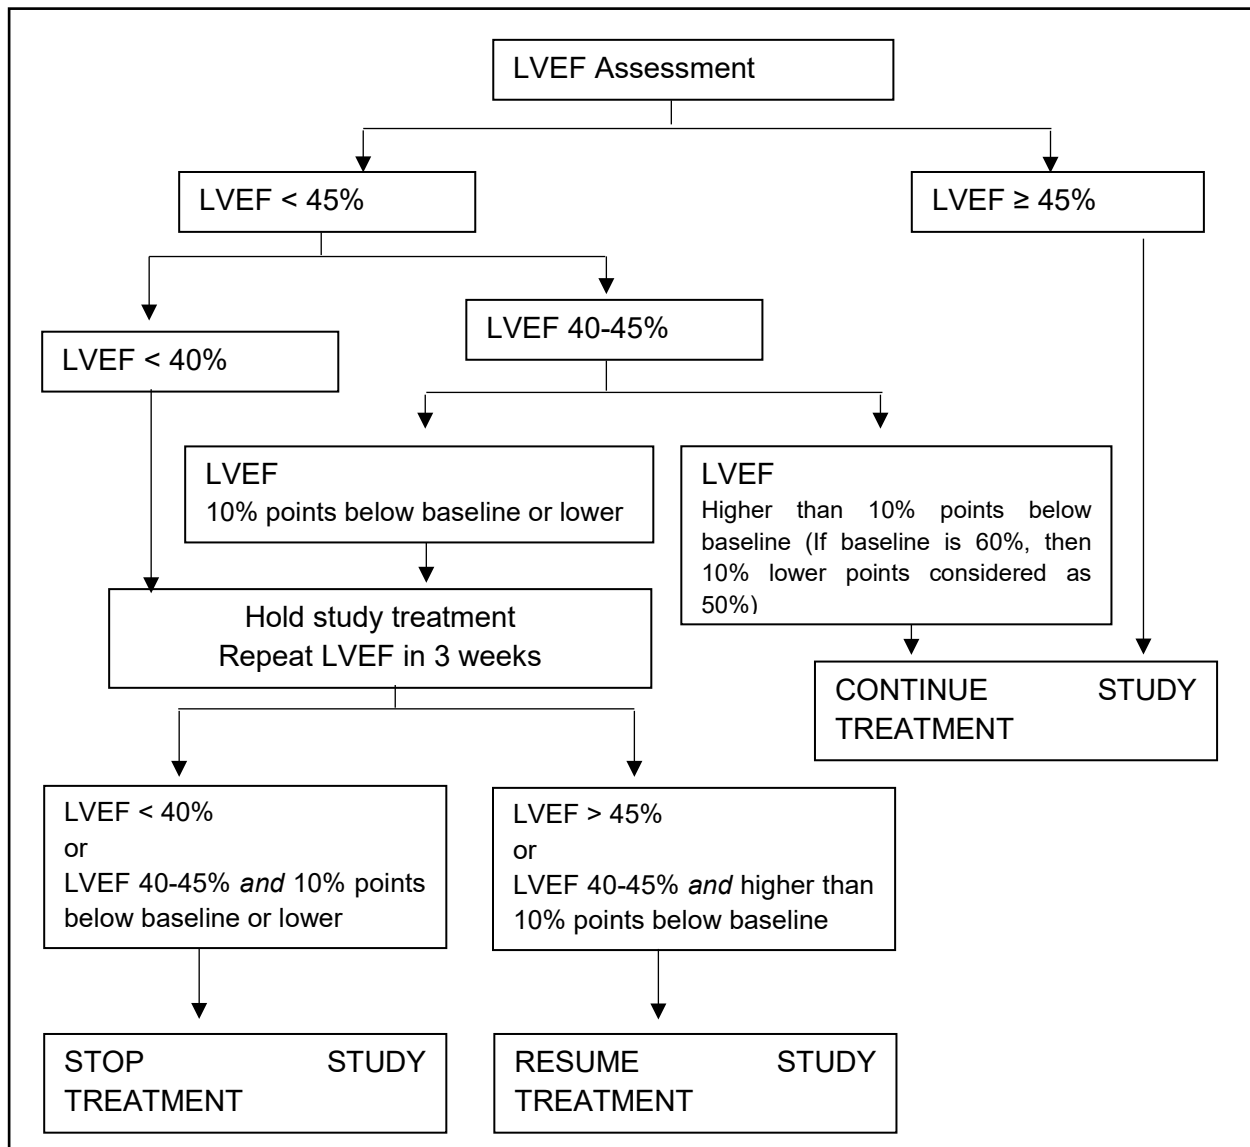 LVEF Assessment
LVEF < 45%
LVEF ≥ 45%
LVEF < 40%
LVEF 40-45%
LVEF
10% points below baseline or lower
LVEF
Higher than 10% points below
baseline (If baseline is 60%, then
10% lower points considered as
50%)
Hold study treatment
Repeat LVEF in 3 weeks
CONTINUE STUDY
TREATMENT
LVEF < 40%
or
LVEF 40-45% and 10% points
below baseline or lower
LVEF > 45%
or
LVEF 40-45% and higher than
10% points below baseline
STOP STUDY
TREATMENT
RESUME STUDY
TREATMENT